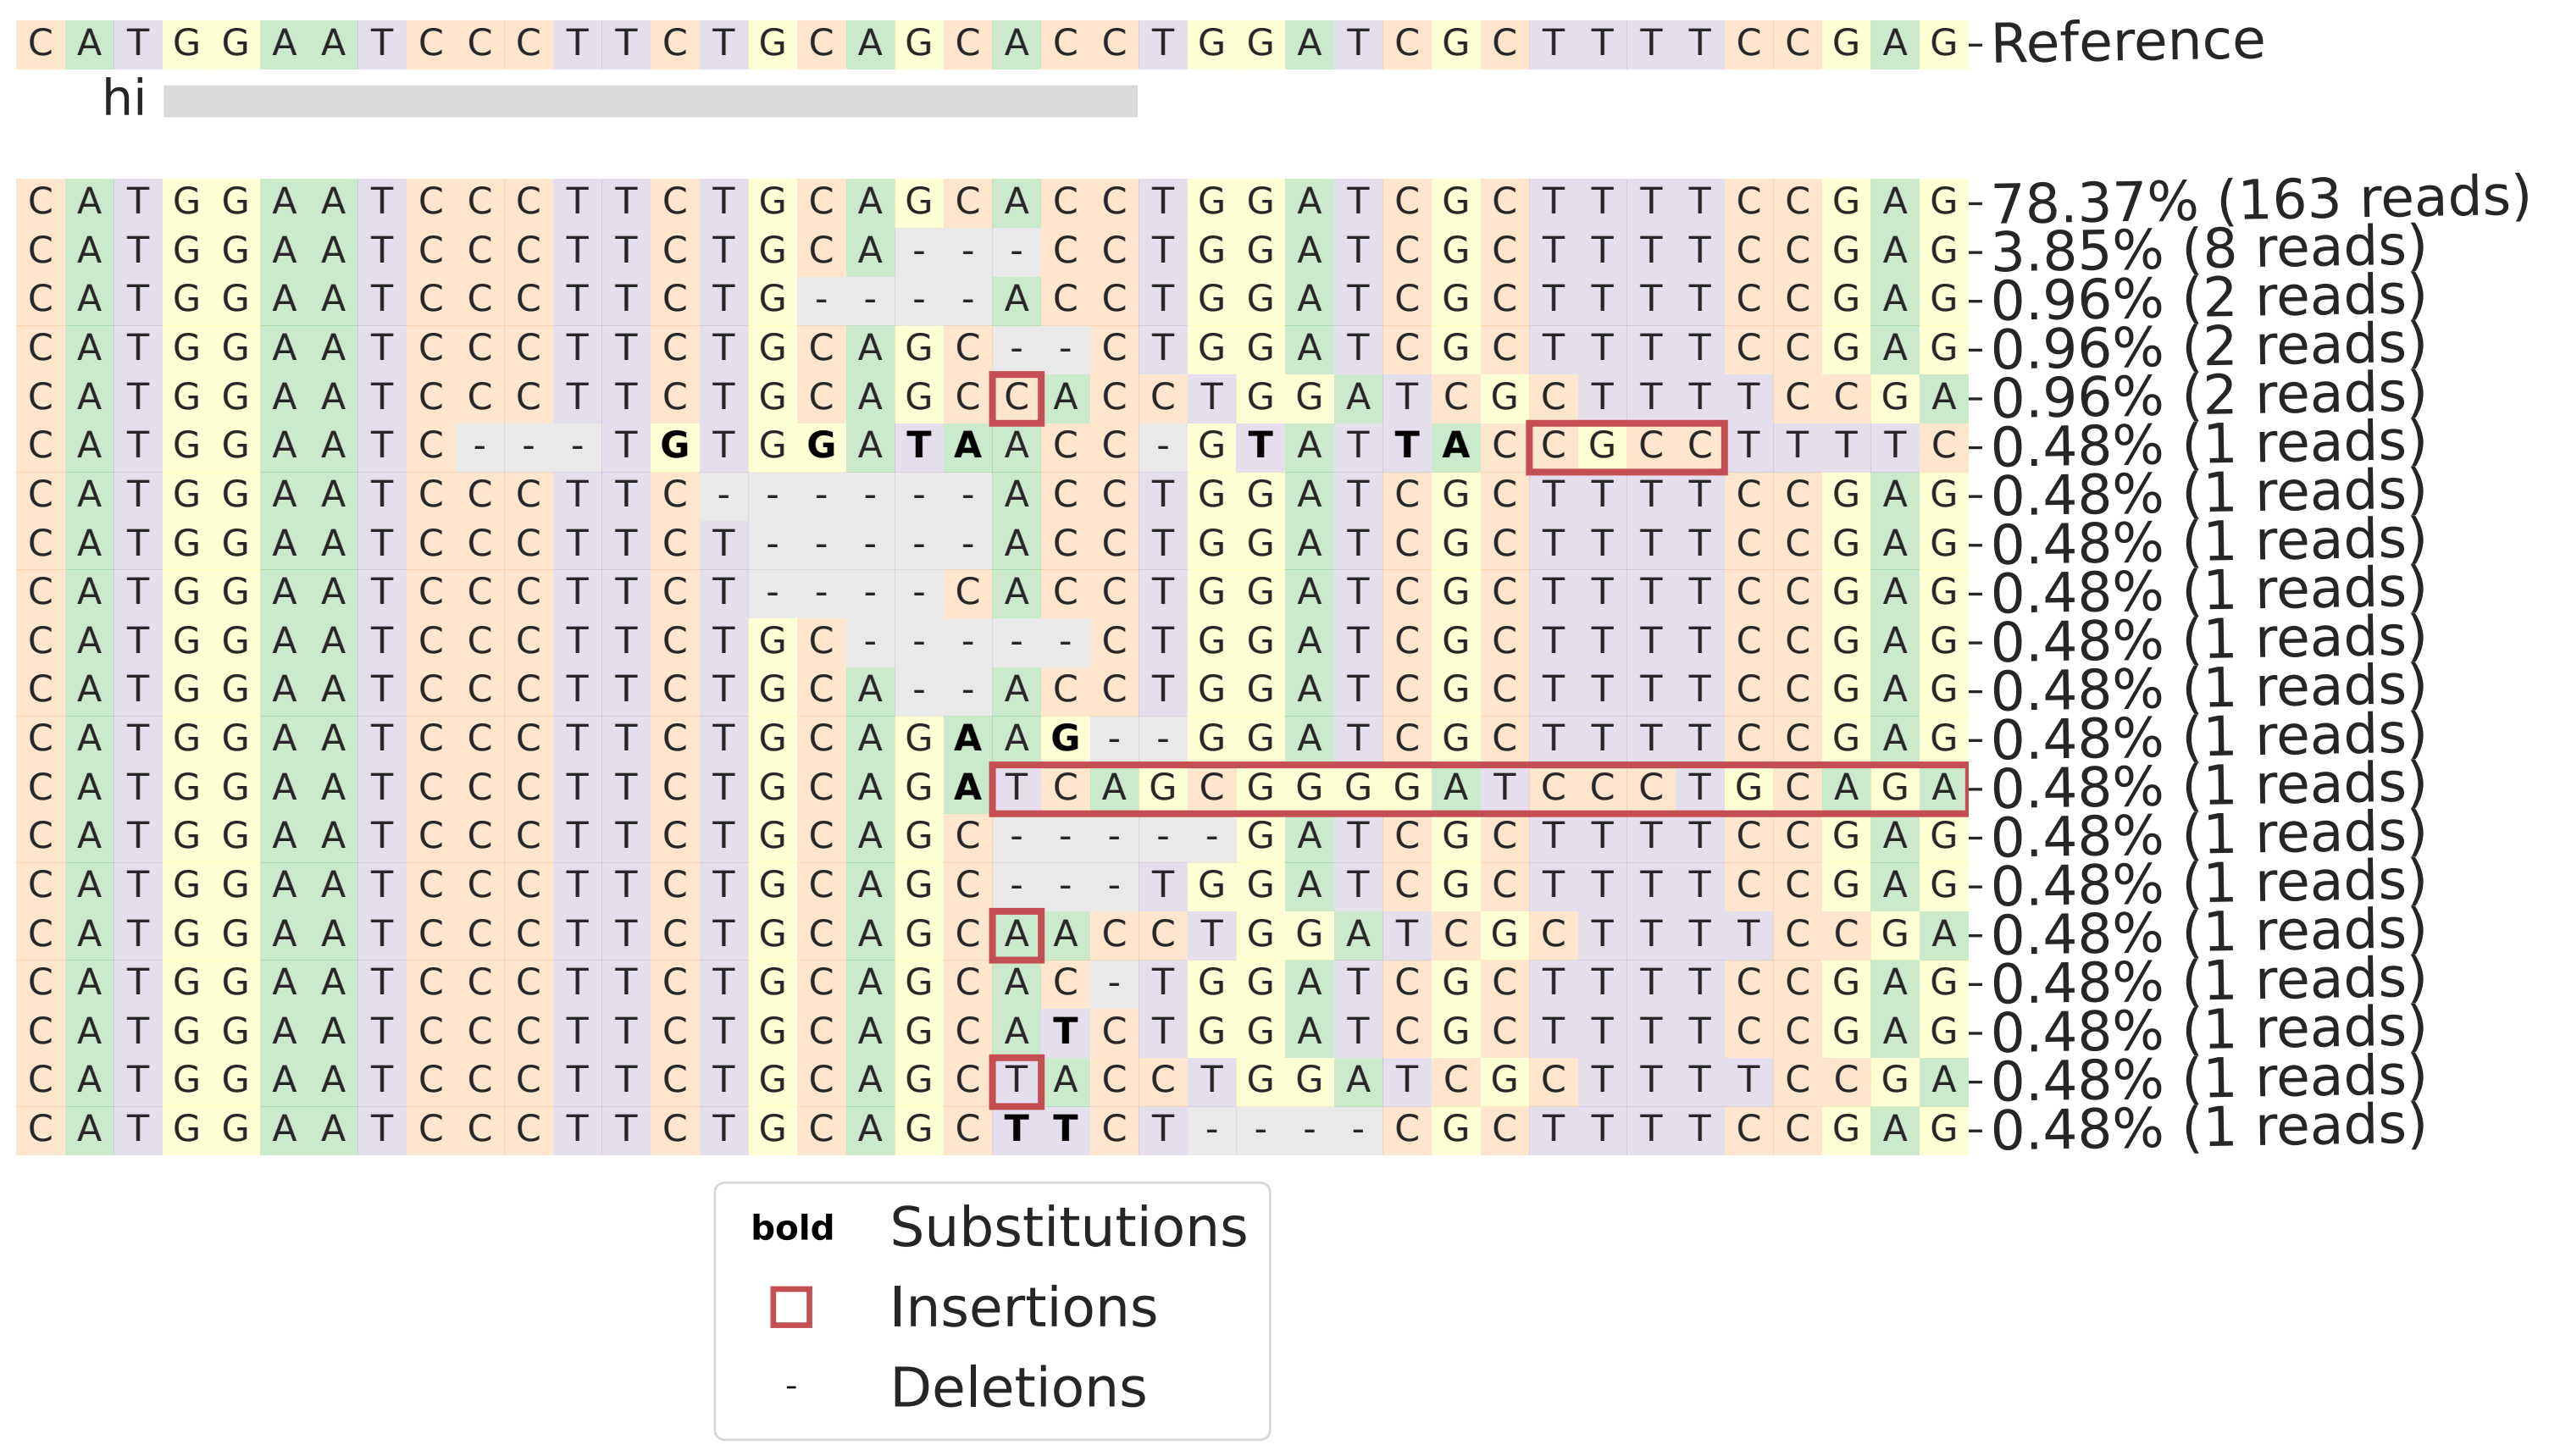 C A T G G A A T C C C T T C T G C A G C A C C T G G A T C G C T T T T C C G A G - Reference
hi
C A T G G A A T C C C T T C T G C A G C A C C T G G A T C G C T T T T C C G A G - 78.37% (163 reads)
C A T G G A A T C C C T T C T G C A - - - C C T G G A T C G C T T T T C C G A G - 3.85% (8 reads)
C A T G G A A T C C C T T C T G - - - - A C C T G G A T C G C T T T T C C G A G - 0.96% (2 reads)
C A T G G A A T C C C T T C T G C A G C - - C T G G A T C G C T T T T C C G A G - 0.96% (2 reads)
C A T G G A A T C C C T T C T G C A G C C A C C T G G A T C G C T T T T C C G A - 0.96% (2 reads)
C A T G G A A T C - - - T G T G G A T A A C C - G T A T T A C C G C C T T T T C - 0.48% (1 reads)
C A T G G A A T C C C T T C - - - - - - A C C T G G A T C G C T T T T C C G A G - 0.48% (1 reads)
C A T G G A A T C C C T T C T - - - - - A C C T G G A T C G C T T T T C C G A G - 0.48% (1 reads)
C A T G G A A T C C C T T C T - - - - C A C C T G G A T C G C T T T T C C G A G - 0.48% (1 reads)
C A T G G A A T C C C T T C T G C - - - - - C T G G A T C G C T T T T C C G A G - 0.48% (1 reads)
C A T G G A A T C C C T T C T G C A - - A C C T G G A T C G C T T T T C C G A G - 0.48% (1 reads)
C A T G G A A T C C C T T C T G C A G A A G - - G G A T C G C T T T T C C G A G - 0.48% (1 reads)
C A T G G A A T C C C T T C T G C A G A T C A G C G G G G A T C C C T G C A G A - 0.48% (1 reads)
C A T G G A A T C C C T T C T G C A G C - - - - - G A T C G C T T T T C C G A G - 0.48% (1 reads)
C A T G G A A T C C C T T C T G C A G C - - - T G G A T C G C T T T T C C G A G - 0.48% (1 reads)
C A T G G A A T C C C T T C T G C A G C A A C C T G G A T C G C T T T T C C G A - 0.48% (1 reads)
C A T G G A A T C C C T T C T G C A G C A C - T G G A T C G C T T T T C C G A G - 0.48% (1 reads)
C A T G G A A T C C C T T C T G C A G C A T C T G G A T C G C T T T T C C G A G - 0.48% (1 reads)
C A T G G A A T C C C T T C T G C A G C T A C C T G G A T C G C T T T T C C G A - 0.48% (1 reads)
C A T G G A A T C C C T T C T G C A G C T T C T - - - - C G C T T T T C C G A G - 0.48% (1 reads)
bold Substitutions
Insertions
- Deletions